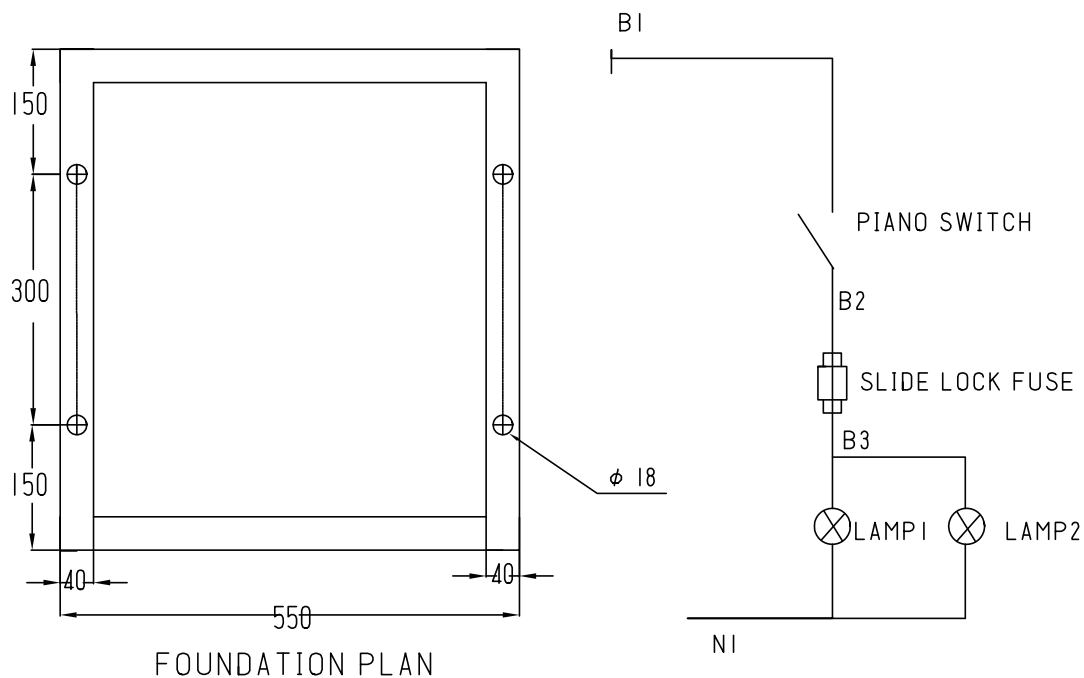 150
300
150
40
40
550
ϕ 18
FOUNDATION PLAN
B1
PIANO SWITCH
B2
SLIDE LOCK FUSE
B3
LAMP1
LAMP2
N1